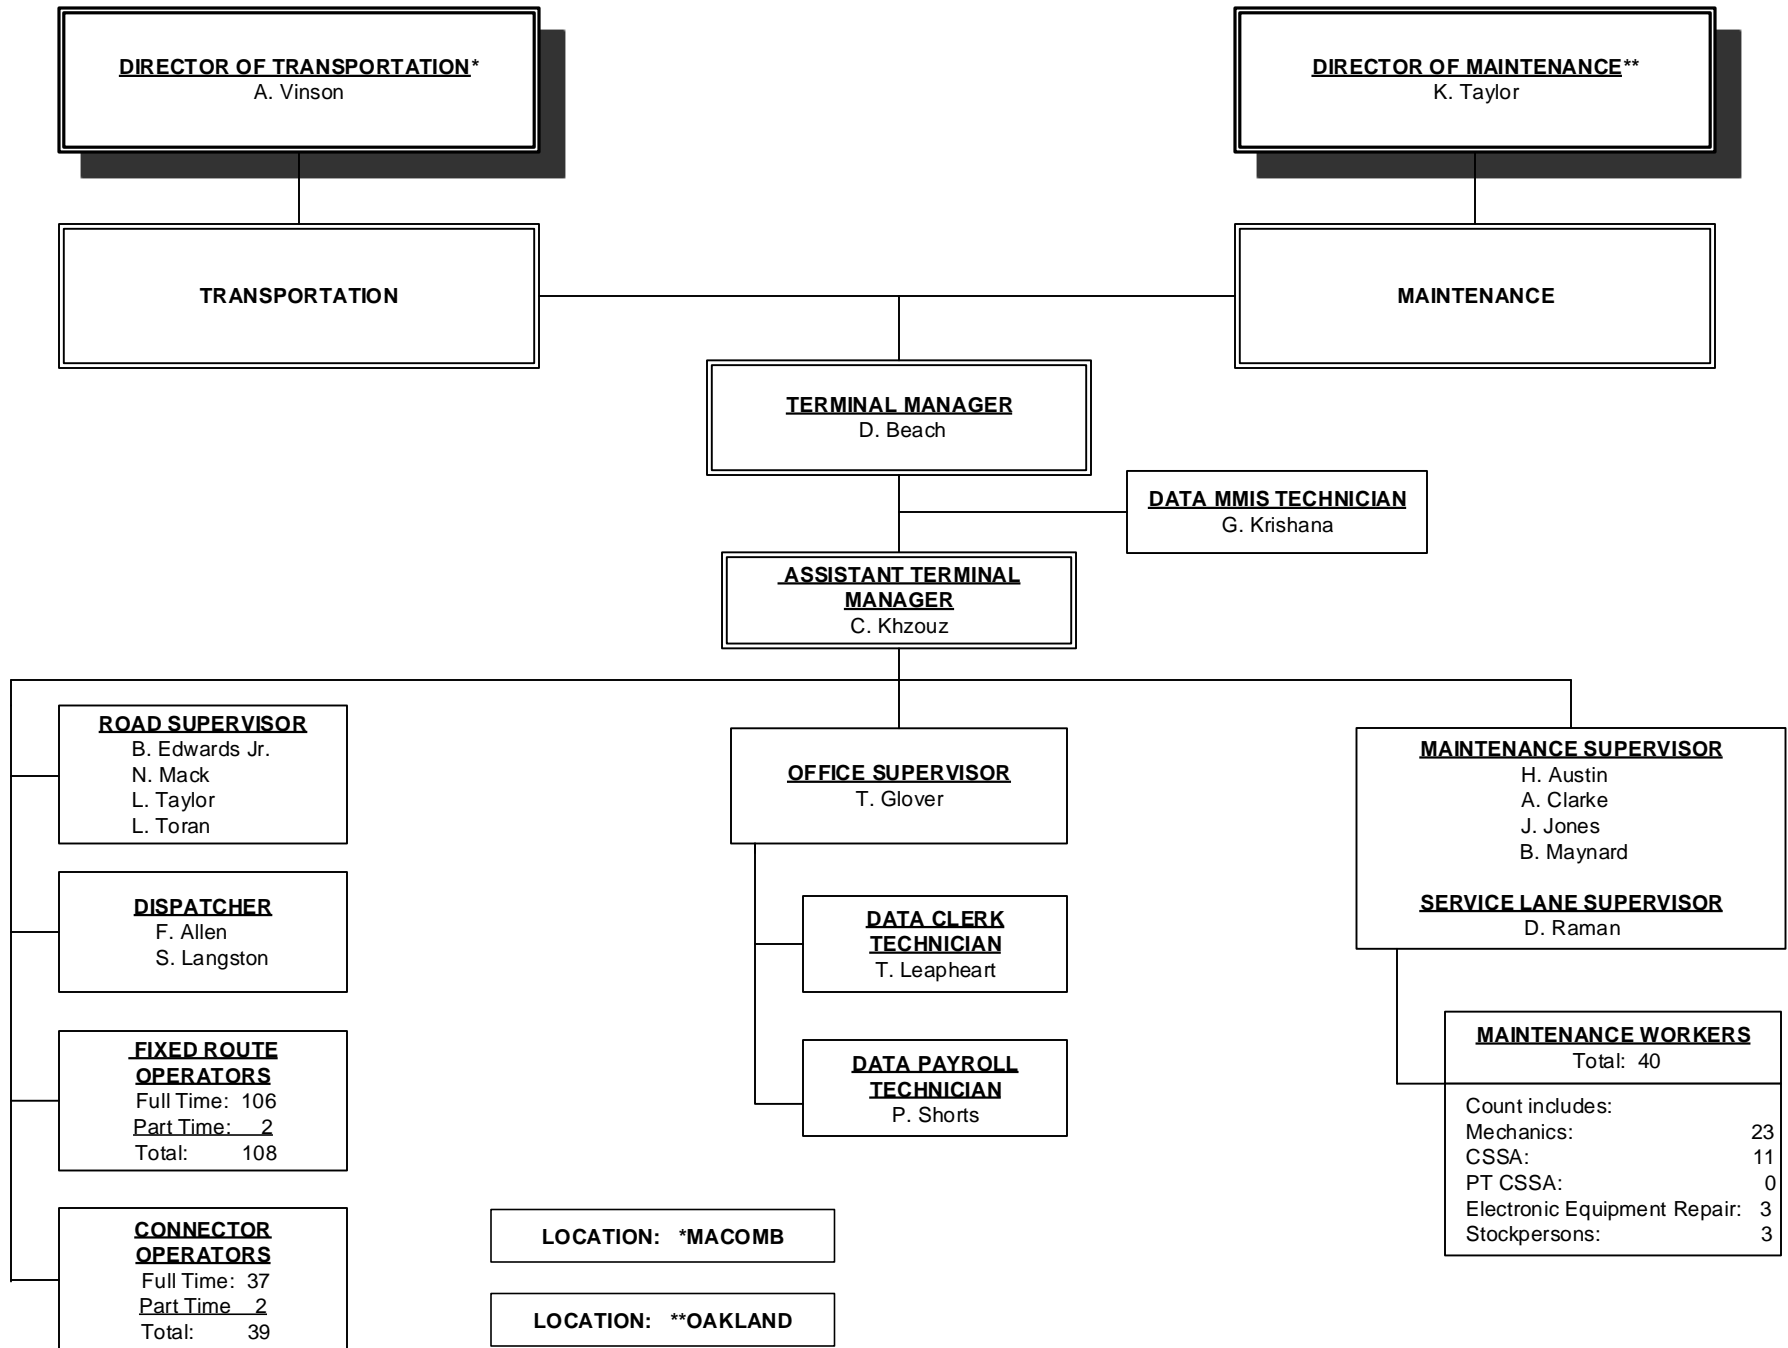 DIRECTOR OF TRANSPORTATION*
A. Vinson
DIRECTOR OF MAINTENANCE**
K. Taylor
TRANSPORTATION
MAINTENANCE
TERMINAL MANAGER
D. Beach
DATA MMIS TECHNICIAN
G. Krishana
ASSISTANT TERMINAL
MANAGER
C. Khzouz
ROAD SUPERVISOR
B. Edwards Jr.
N. Mack
L. Taylor
L. Toran
DISPATCHER
F. Allen
S. Langston
FIXED ROUTE
OPERATORS
Full Time: 106
Part Time: 2
Total: 108
CONNECTOR
OPERATORS
Full Time: 37
Part Time 2
Total: 39
OFFICE SUPERVISOR
T. Glover
DATA CLERK
TECHNICIAN
T. Leapheart
DATA PAYROLL
TECHNICIAN
P. Shorts
LOCATION: *MACOMB
LOCATION: **OAKLAND
MAINTENANCE SUPERVISOR
H. Austin
A. Clarke
J. Jones
B. Maynard
SERVICE LANE SUPERVISOR
D. Raman
MAINTENANCE WORKERS
Total: 40
Count includes:
Mechanics: 23
CSSA: 11
PT CSSA: 0
Electronic Equipment Repair: 3
Stockpersons: 3